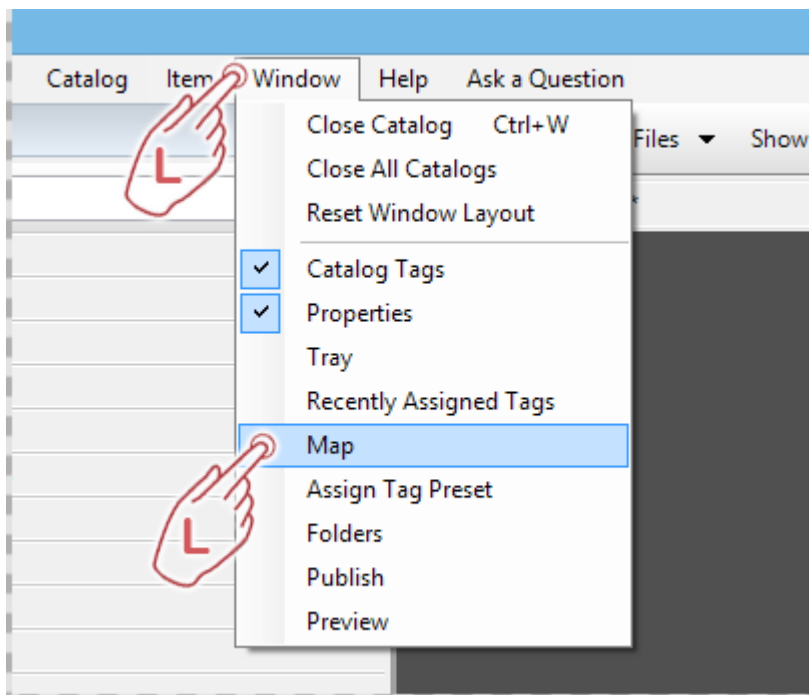 Catalog Item Window Help Ask a Question
Close Catalog Ctrl+W
Files Show
Close All Catalogs
Reset Window Layout
Catalog Tags
Properties
Tray
Recently Assigned Tags
Map
Assign Tag Preset
Folders
Publish
Preview
L
L